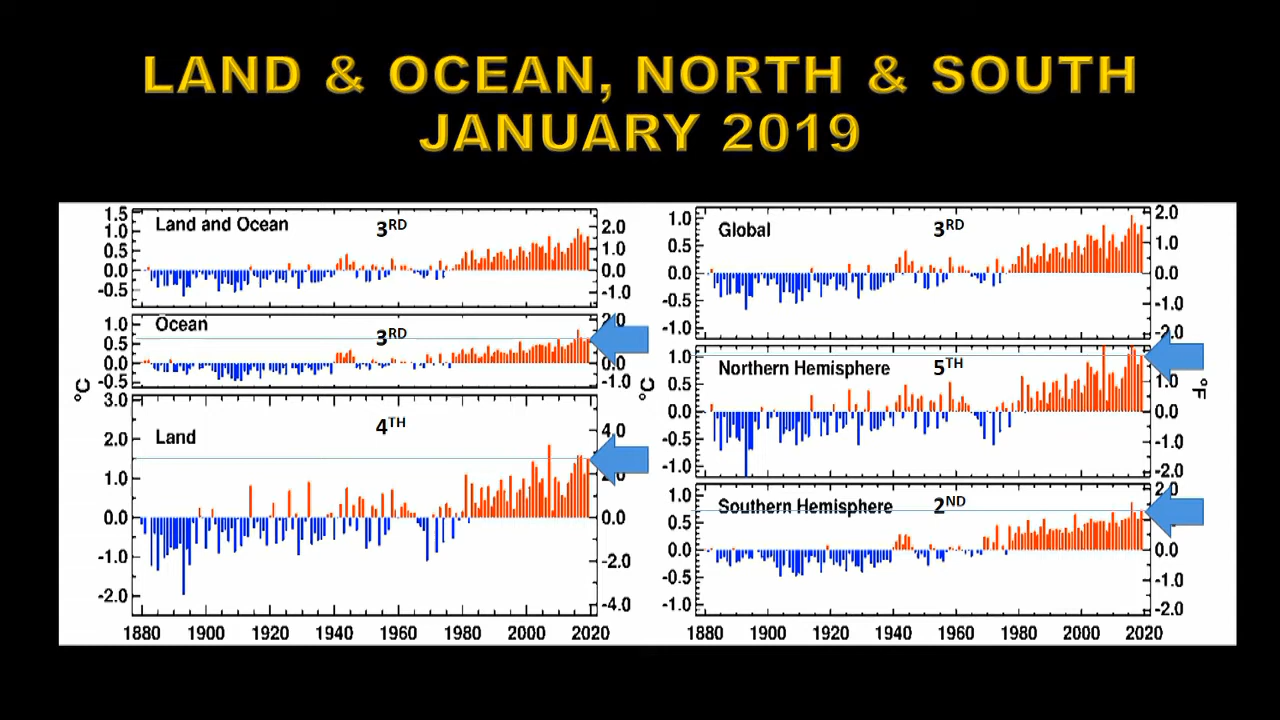 LAND & OCEAN, NORTH & SOUTH
JANUARY 2019
1.5
1.0
0.5
0.0
-0.5
Land and Ocean
3RD
2.0
1.0
0.0
-1.0
1.0
0.5
0.0
-0.5
Ocean
3RD
2.0
0.0
-1.0
°C
3.0
2.0
1.0
0.0
-1.0
-2.0
Land
4TH
4.0
0.0
-2.0
-4.0
1880 1900 1920 1940 1960 1980 2000 2020
1.0
0.5
0.0
-0.5
-1.0
Global
3RD
2.0
1.0
0.0
-1.0
-2.0
°C
1.0
0.5
0.0
-0.5
-1.0
Northern Hemisphere
5TH
1.0
0.0
-1.0
-2.0
°F
1.0
0.5
0.0
-0.5
-1.0
Southern Hemisphere
2ND
0.0
-1.0
-2.0
1880 1900 1920 1940 1960 1980 2000 2020